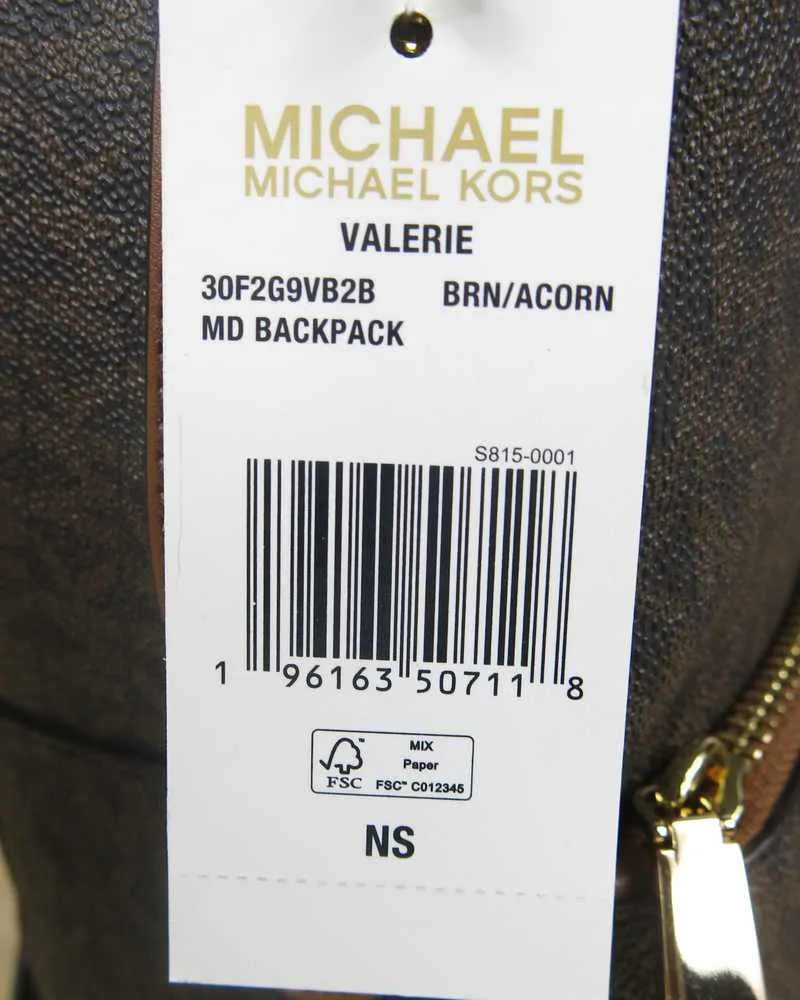 MICHAEL
MICHAEL KORS
VALERIE
30F2G9VB2B BRN/ACORN
MD BACKPACK
S815-0001
1 96163 50711 8
FSC™
MIX
Paper
FSC™ C012345
NS